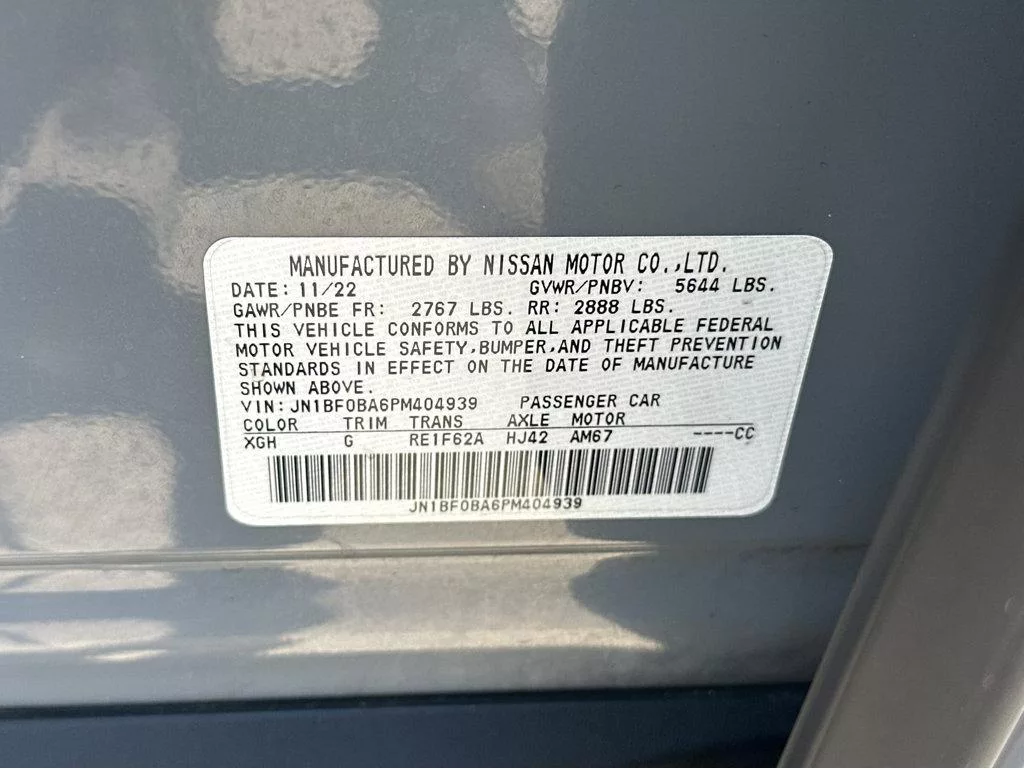 MANUFACTURED BY NISSAN MOTOR CO.,LTD.
DATE: 11/22 GVWR/PNBV: 5644 LBS.
GAWR/PNBE FR: 2767 LBS. RR: 2888 LBS.
THIS VEHICLE CONFORMS TO ALL APPLICABLE FEDERAL
MOTOR VEHICLE SAFETY,BUMPER,AND THEFT PREVENTION
STANDARDS IN EFFECT ON THE DATE OF MANUFACTURE
SHOWN ABOVE.
VIN: JN1BF0BA6PM404939 PASSENGER CAR
COLOR TRIM TRANS AXLE MOTOR
XGH G RE1F62A HJ42 AM67 ----CC
JN1BF0BA6PM404939